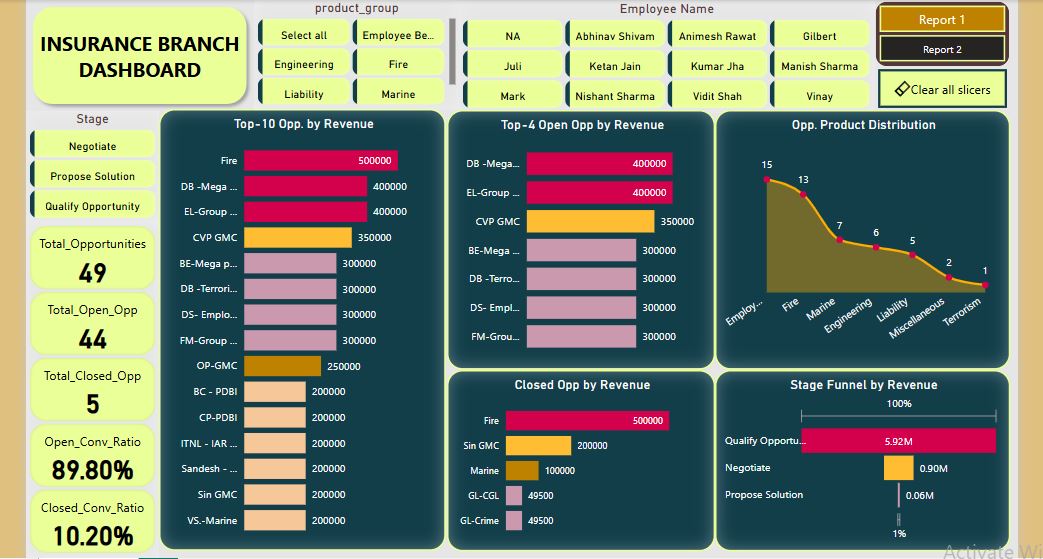 INSURANCE BRANCH
DASHBOARD
product_group
Select all
Employee Be...
Engineering
Fire
Liability
Marine
Employee Name
NA
Abhinav Shivam
Animesh Rawat
Gilbert
Juli
Ketan Jain
Kumar Jha
Manish Sharma
Mark
Nishant Sharma
Vidit Shah
Vinay
Report 1
Report 2
Clear all slicers
Stage
Negotiate
Propose Solution
Qualify Opportunity
Total_Opportunities
49
Total_Open_Opp
44
Total_Closed_Opp
5
Open_Conv_Ratio
89.80%
Closed_Conv_Ratio
10.20%
Top-10 Opp. by Revenue
Fire 500000
DB -Mega ... 400000
EL-Group ... 400000
CVP GMC 350000
BE-Mega p... 300000
DB -Terrori... 300000
DS- Emplo... 300000
FM-Group ... 300000
OP-GMC 250000
BC - PDBI 200000
CP-PDBI 200000
ITNL - IAR ... 200000
Sandesh - ... 200000
Sin GMC 200000
VS.-Marine 200000
Top-4 Open Opp by Revenue
DB -Mega... 400000
EL-Group ... 400000
CVP GMC 350000
BE-Mega ... 300000
DB -Terro... 300000
DS- Empl... 300000
FM-Grou... 300000
Opp. Product Distribution
15
13
7
6
5
2
1
Employ...
Fire
Marine
Engineering
Liability
Miscellaneous
Terrorism
Closed Opp by Revenue
Fire 500000
Sin GMC 200000
Marine 100000
GL-CGL 49500
GL-Crime 49500
Stage Funnel by Revenue
100%
Qualify Opportu... 5.92M
Negotiate 0.90M
Propose Solution 0.06M
1%
Activate Wi